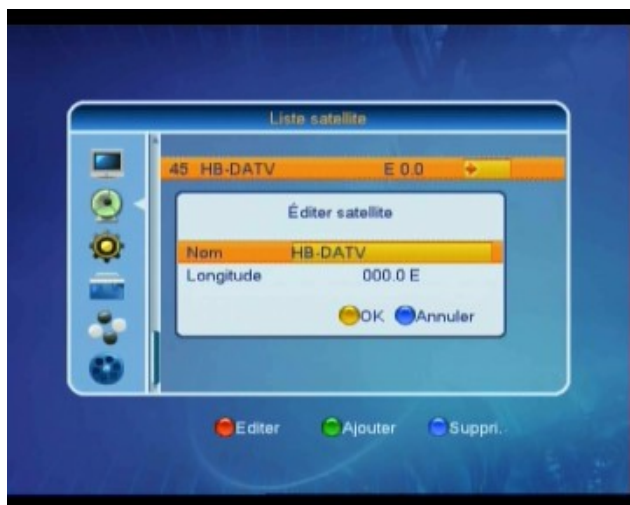 Liste satellite
45 HB-DATV E 0.0
Éditer satellite
Nom HB-DATV
Longitude 000.0 E
OK Annuler
Editer Ajouter Suppri.